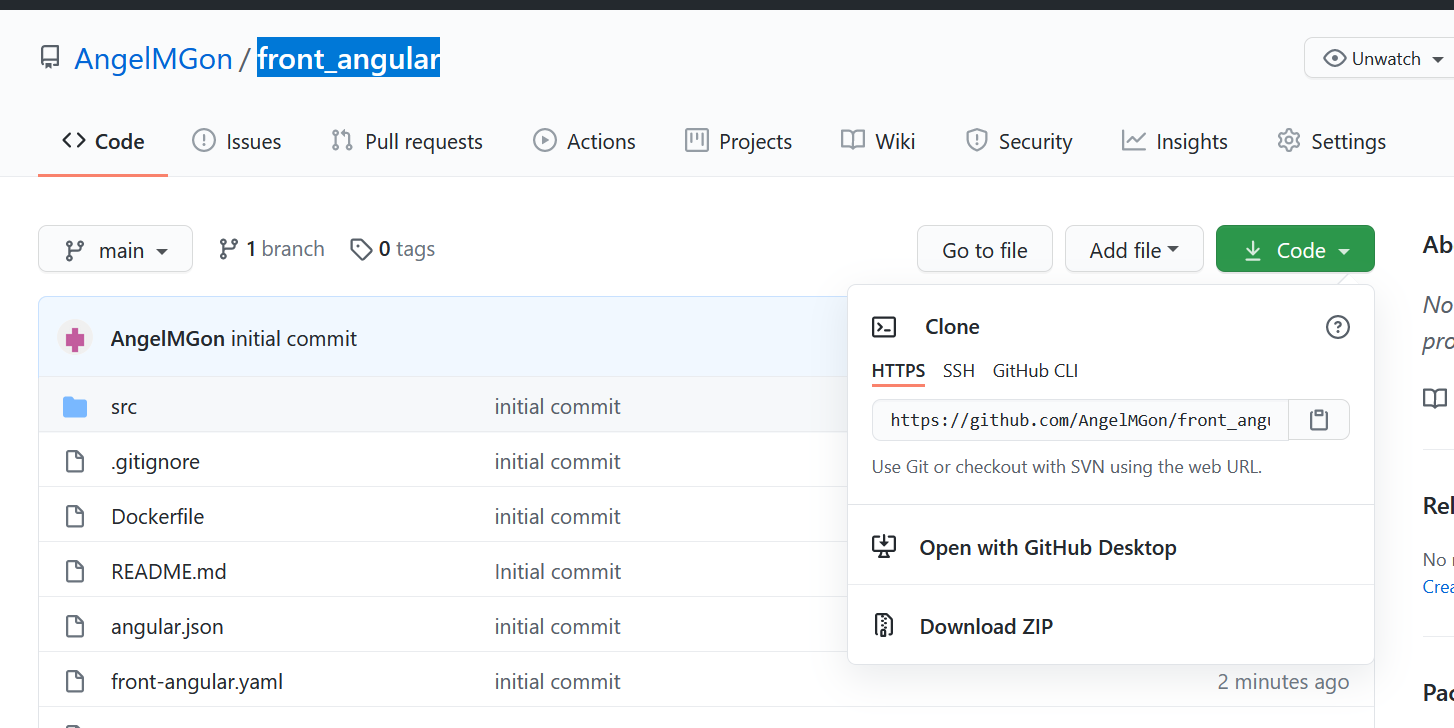 AngelMGon / front_angular
Unwatch
Code Issues Pull requests Actions Projects Wiki Security Insights Settings
main 1 branch 0 tags Go to file Add file Code
Ab
No
pro
AngelMGon initial commit
Clone
HTTPS SSH GitHub CLI
https://github.com/AngelMGon/front_angu
Use Git or checkout with SVN using the web URL.
Open with GitHub Desktop
Download ZIP
src initial commit
.gitignore initial commit
Dockerfile initial commit
README.md Initial commit
angular.json initial commit
front-angular.yaml initial commit 2 minutes ago
Rel
No
Crea
Pac